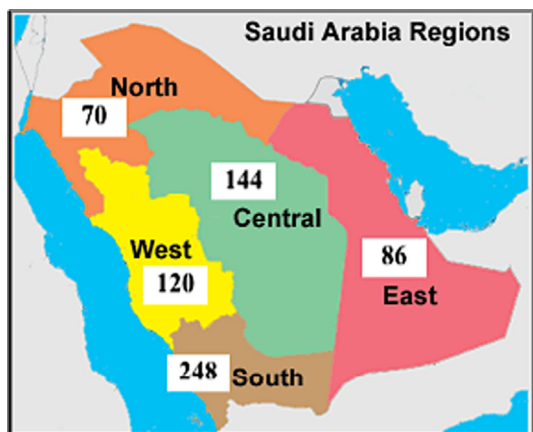 Saudi Arabia Regions
North
70
144
Central
West
120
86
East
248
South